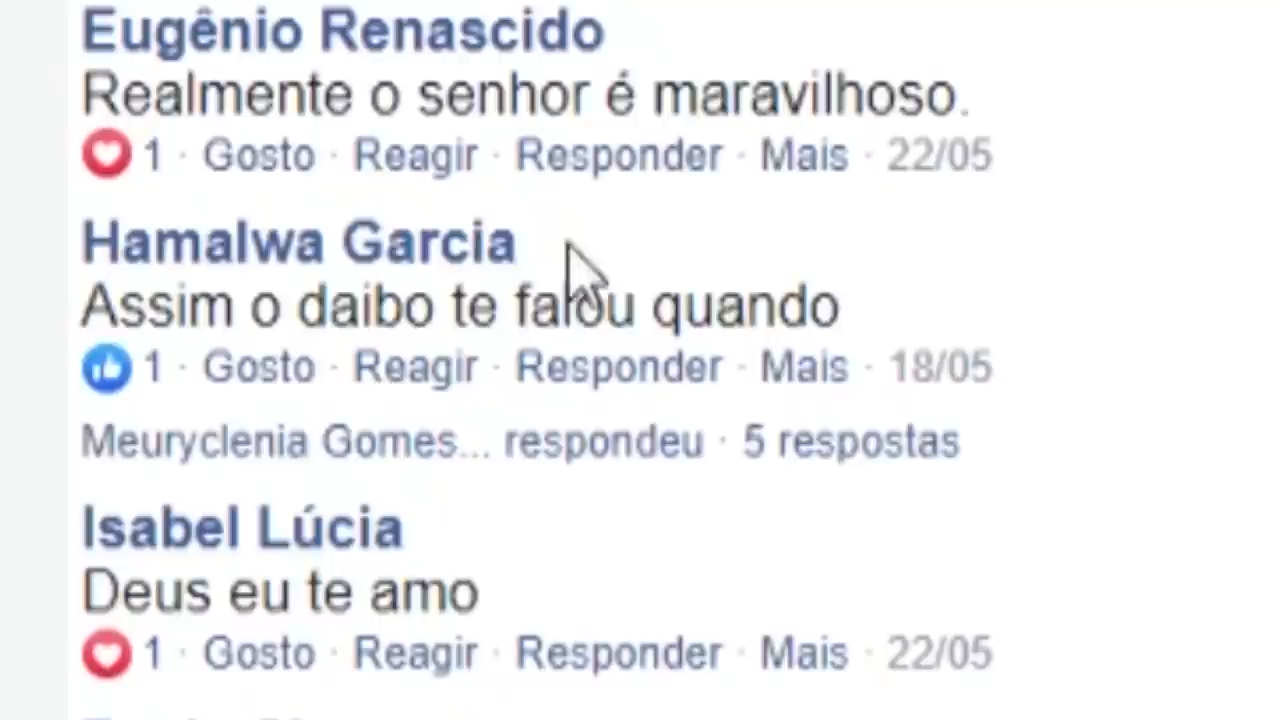 Eugênio Renascido
Realmente o senhor é maravilhoso.
1 · Gosto · Reagir · Responder · Mais · 22/05
Hamalwa Garcia
Assim o daibo te falou quando
1 · Gosto · Reagir · Responder · Mais · 18/05
Meuryclenia Gomes... respondeu · 5 respostas
Isabel Lúcia
Deus eu te amo
1 · Gosto · Reagir · Responder · Mais · 22/05